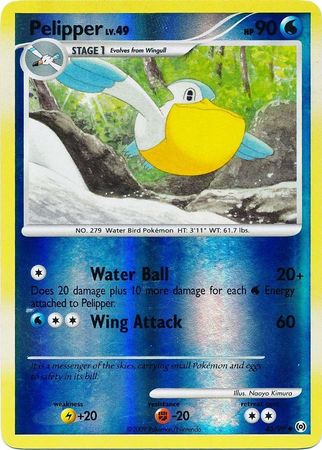 Pelipper LV.49 HP 90
STAGE 1 Evolves from Wingull
NO. 279 Water Bird Pokémon HT: 3'11" WT: 61.7 lbs.
Water Ball 20+
Does 20 damage plus 10 more damage for each Energy
attached to Pelipper.
Wing Attack 60
It is a messenger of the skies, carrying small Pokémon and eggs
to safety in its bill.
Illus. Naoyo Kimura
weakness resistance retreat cost
+20 -20
© 2009 Pokémon/Nintendo